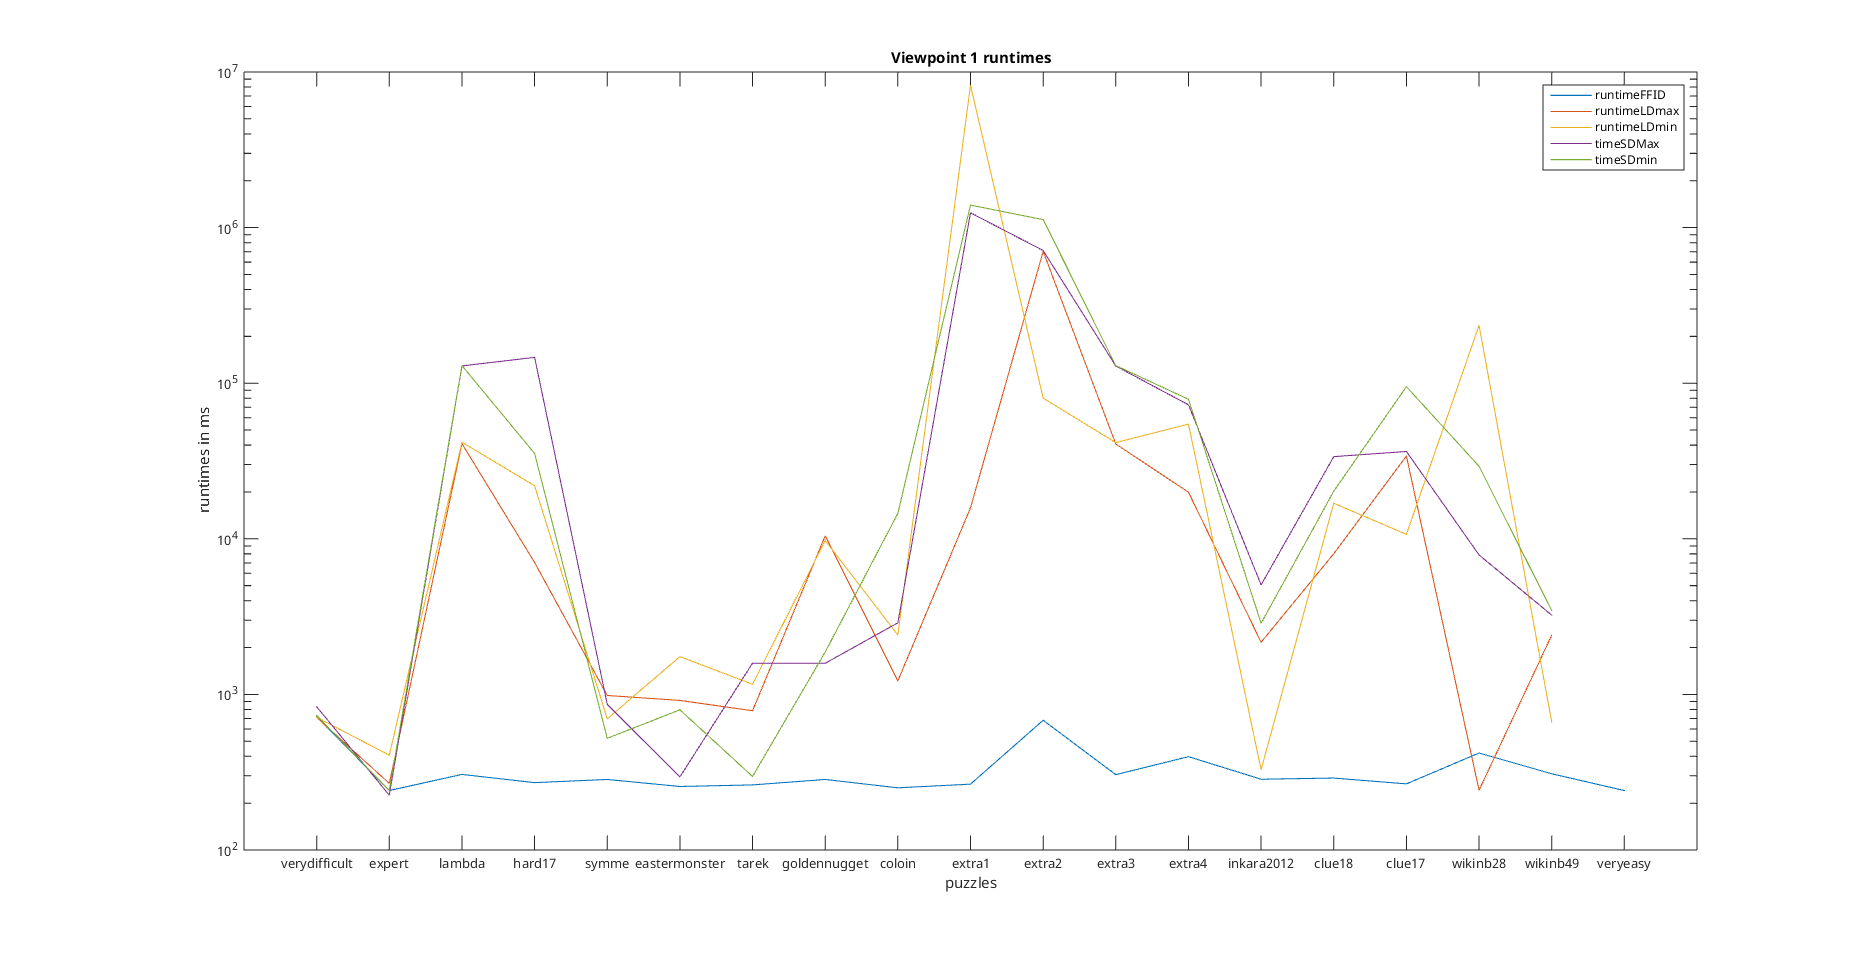 Viewpoint 1 runtimes
10^7
10^6
10^5
10^4
10^3
10^2
runtimes in ms
runtimeFFID
runtimeLDmax
runtimeLDmin
timeSDMax
timeSDmin
verydifficult expert lambda hard17 symme eastermonster tarek goldennugget coloin extra1 extra2 extra3 extra4 inkara2012 clue18 clue17 wikinb28 wikinb49 veryeasy
puzzles